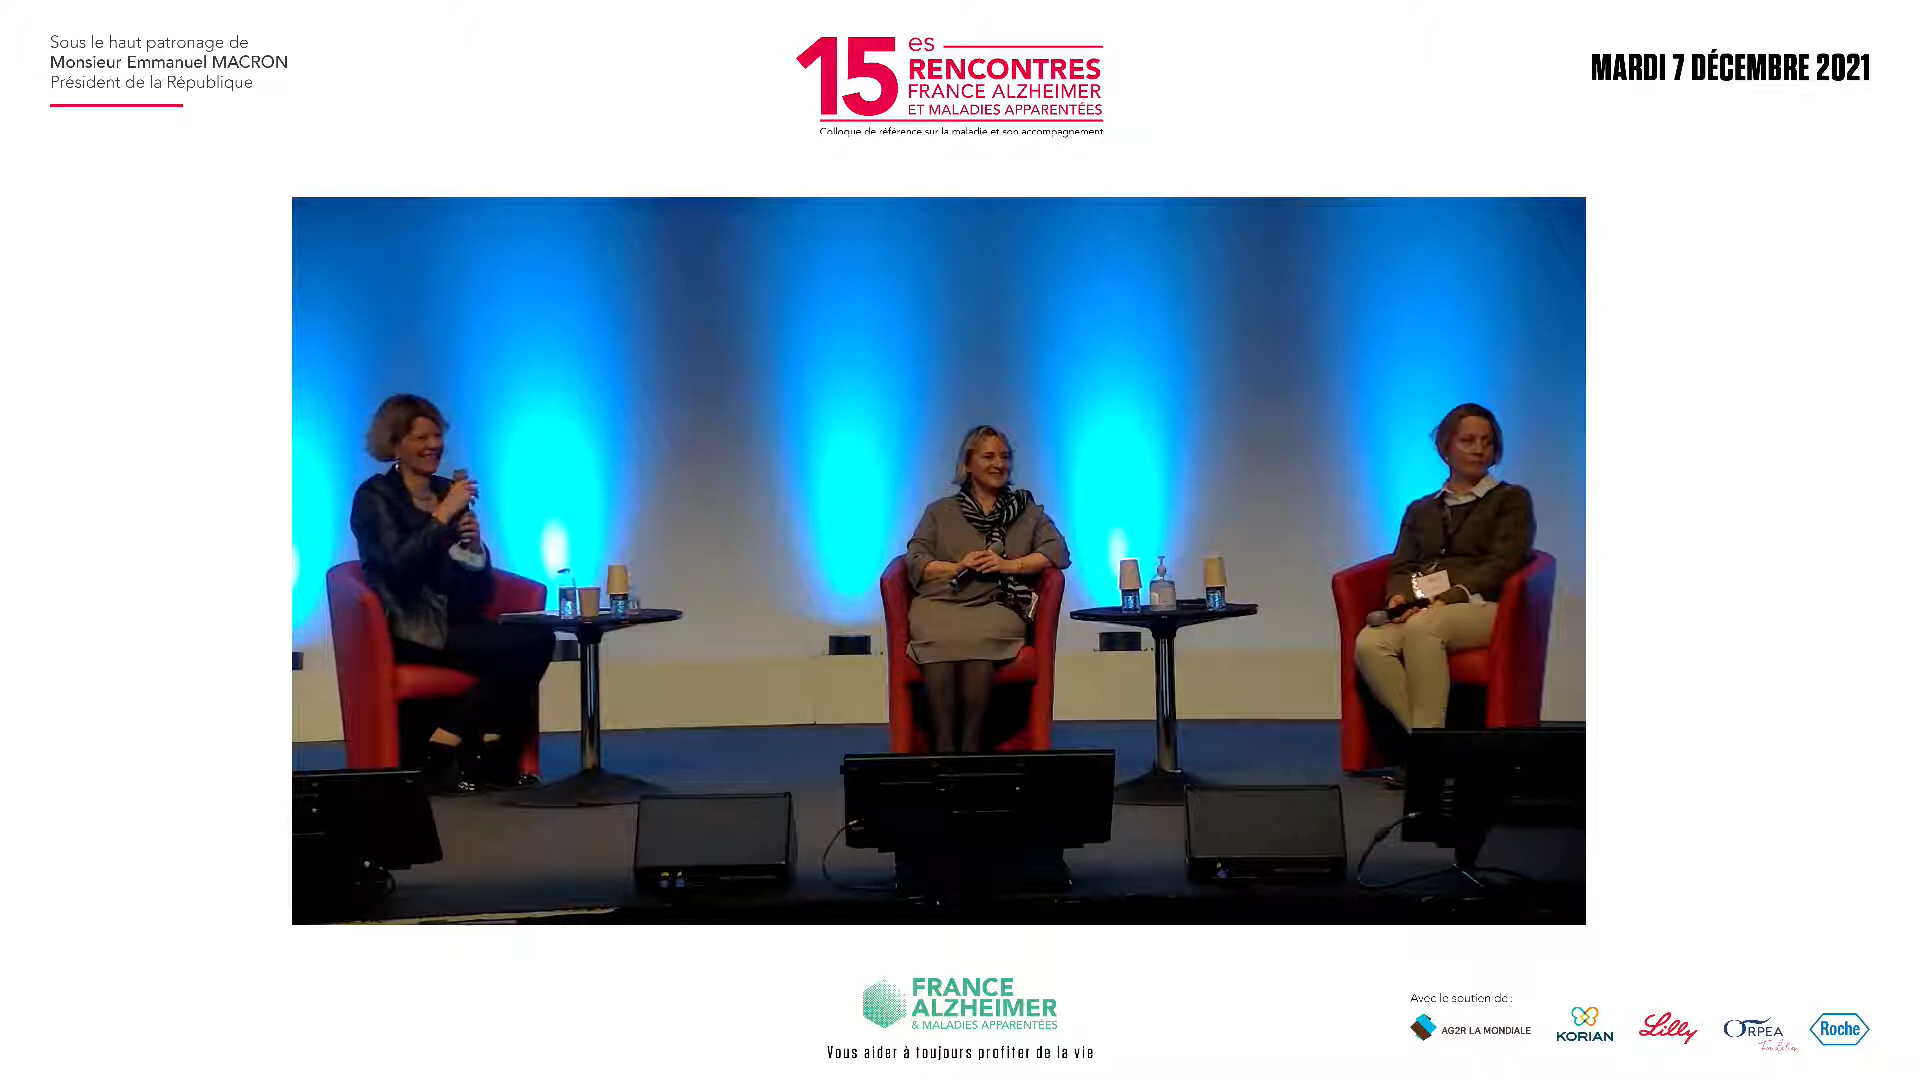 Sous le haut patronage de
Monsieur Emmanuel MACRON
Président de la République
15es
RENCONTRES
FRANCE ALZHEIMER
ET MALADIES APPARENTÉES
Colloque de référence sur la maladie et son accompagnement
MARDI 7 DÉCEMBRE 2021
FRANCE
ALZHEIMER
& MALADIES APPARENTÉES
Vous aider à toujours profiter de la vie
Avec le soutien de :
AG2R LA MONDIALE
KORIAN
Lilly
ORPEA
Fondation
Roche